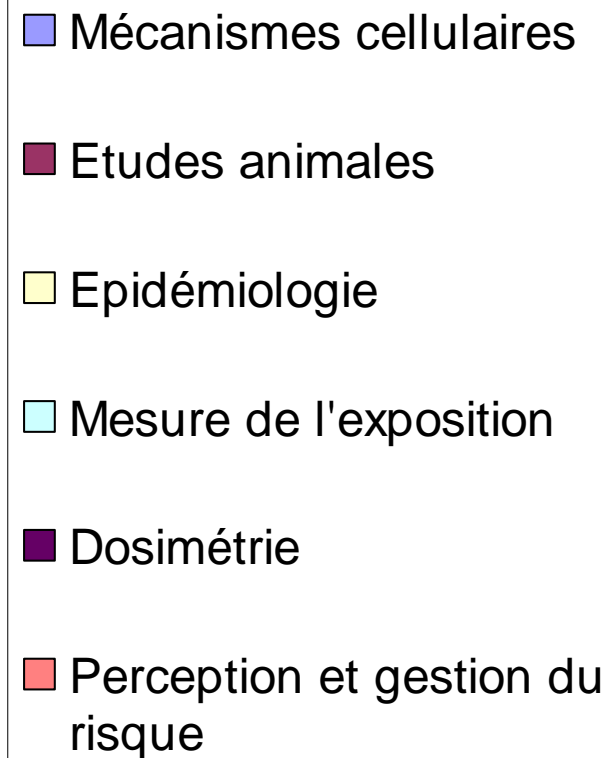 Mécanismes cellulaires
Etudes animales
Epidémiologie
Mesure de l'exposition
Dosimétrie
Perception et gestion du
risque